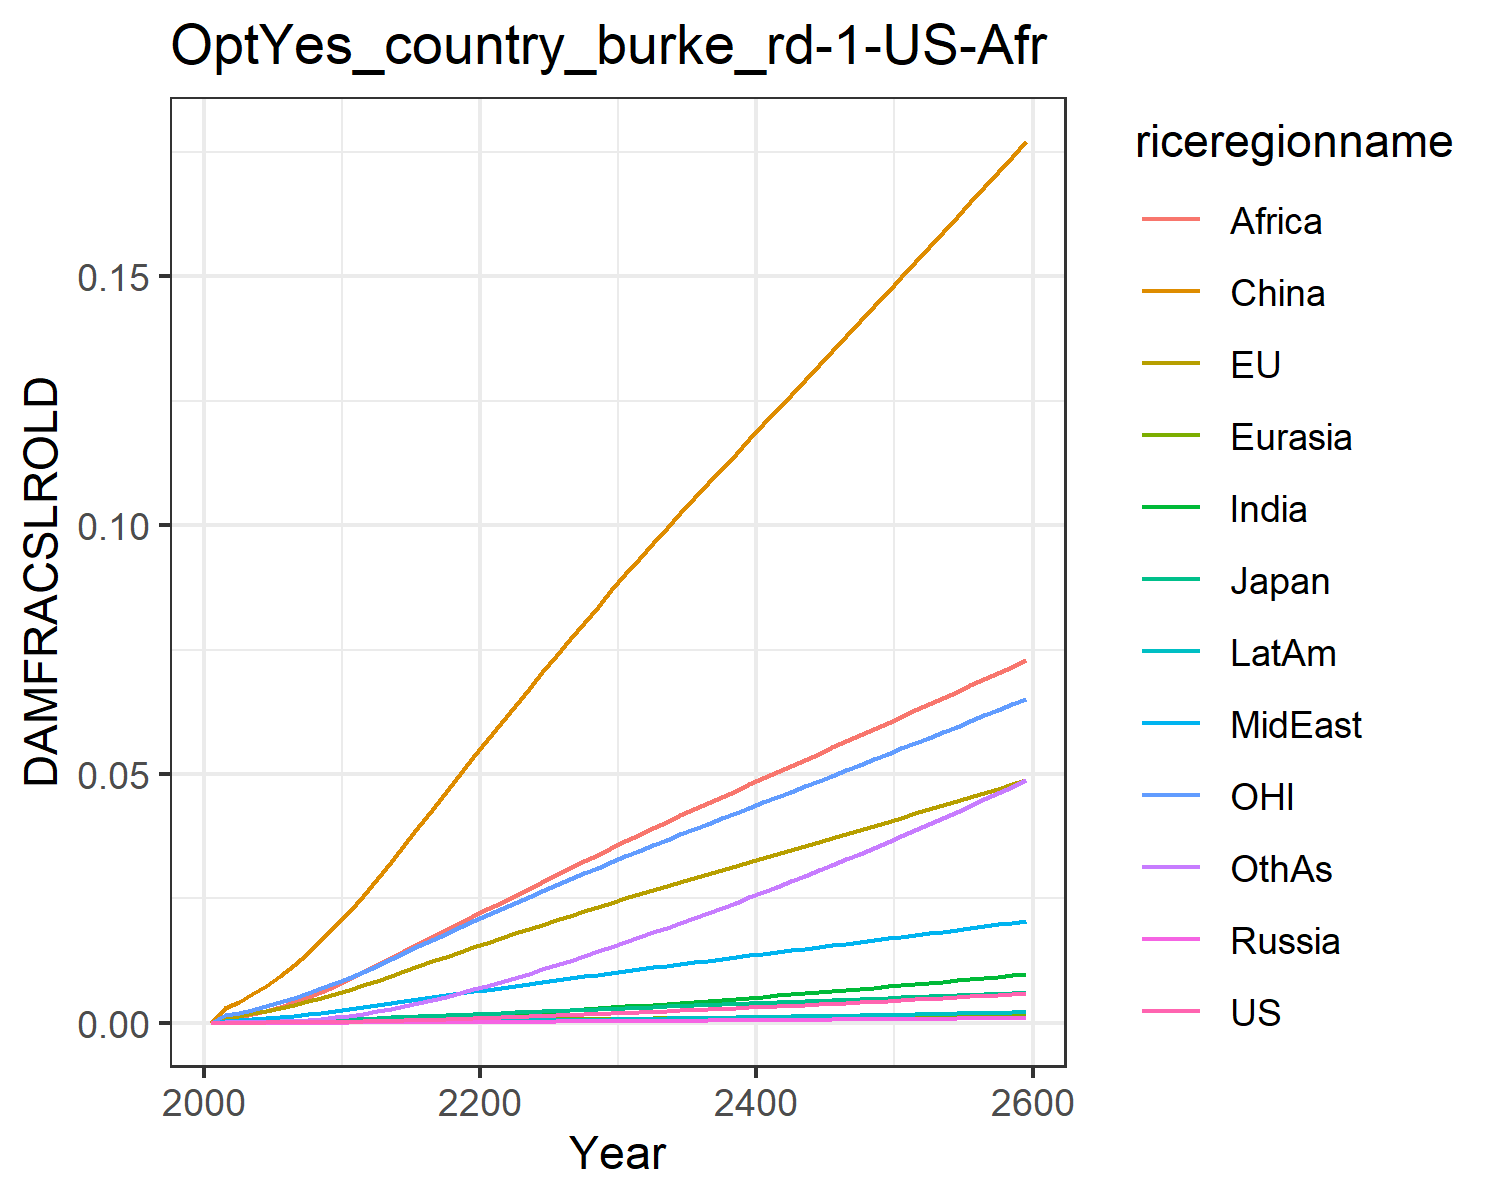 OptYes_country_burke_rd-1-US-Afr
DAMFRACSLROLD
0.15
0.10
0.05
0.00
2000 2200 2400 2600
Year
riceregionname
Africa
China
EU
Eurasia
India
Japan
LatAm
MidEast
OHI
OthAs
Russia
US